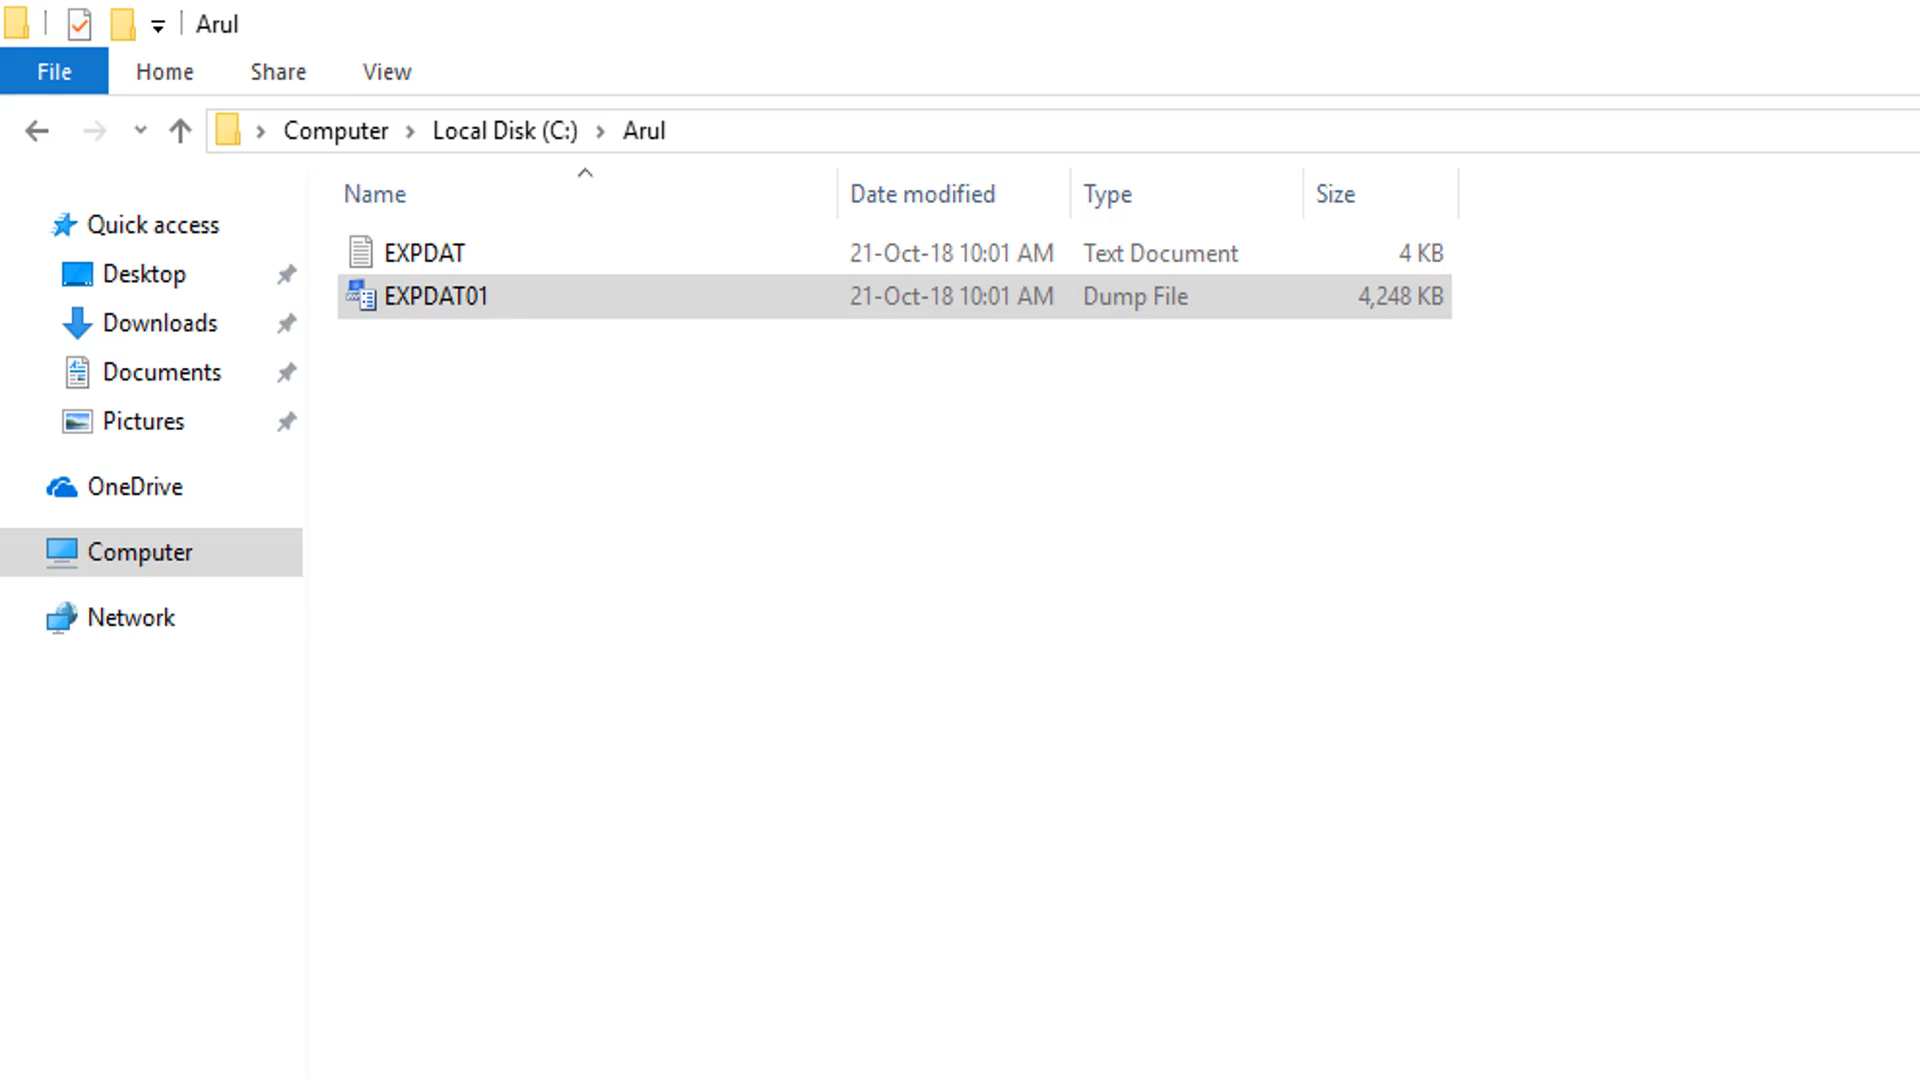 Arul
File Home Share View
Computer Local Disk (C:) Arul
Name Date modified Type Size
Quick access
Desktop
Downloads
Documents
Pictures
OneDrive
Computer
Network
EXPDAT 21-Oct-18 10:01 AM Text Document 4 KB
EXPDAT01 21-Oct-18 10:01 AM Dump File 4,248 KB